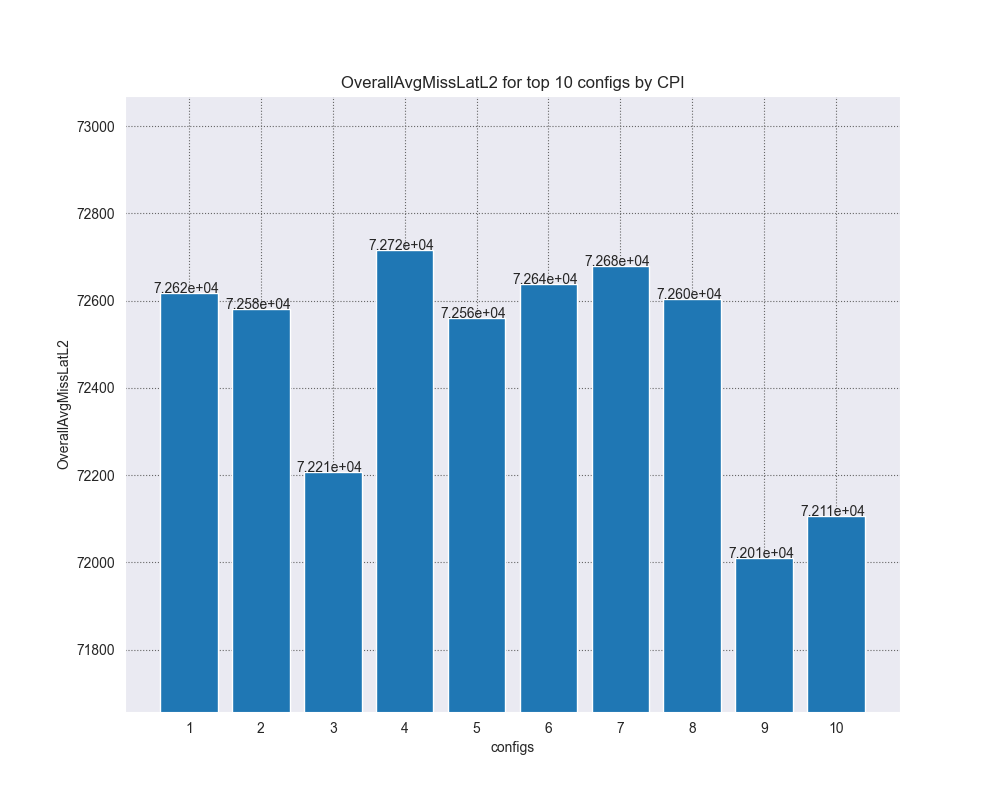 OverallAvgMissLatL2 for top 10 configs by CPI
73000
72800
72600
72400
72200
72000
71800
OverallAvgMissLatL2
7.262e+04
7.258e+04
7.221e+04
7.272e+04
7.256e+04
7.264e+04
7.268e+04
7.260e+04
7.201e+04
7.211e+04
1 2 3 4 5 6 7 8 9 10
configs